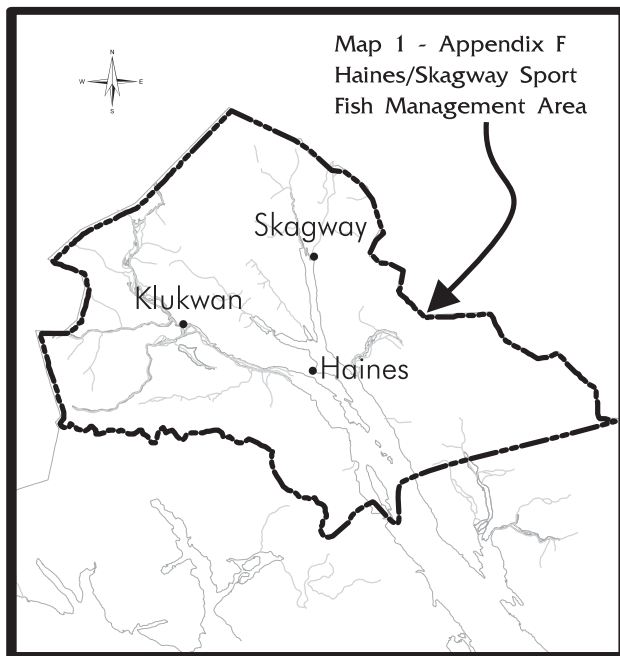 Map 1 - Appendix F
Haines/Skagway Sport
Fish Management Area
N
W E
S
Skagway
Klukwan
Haines